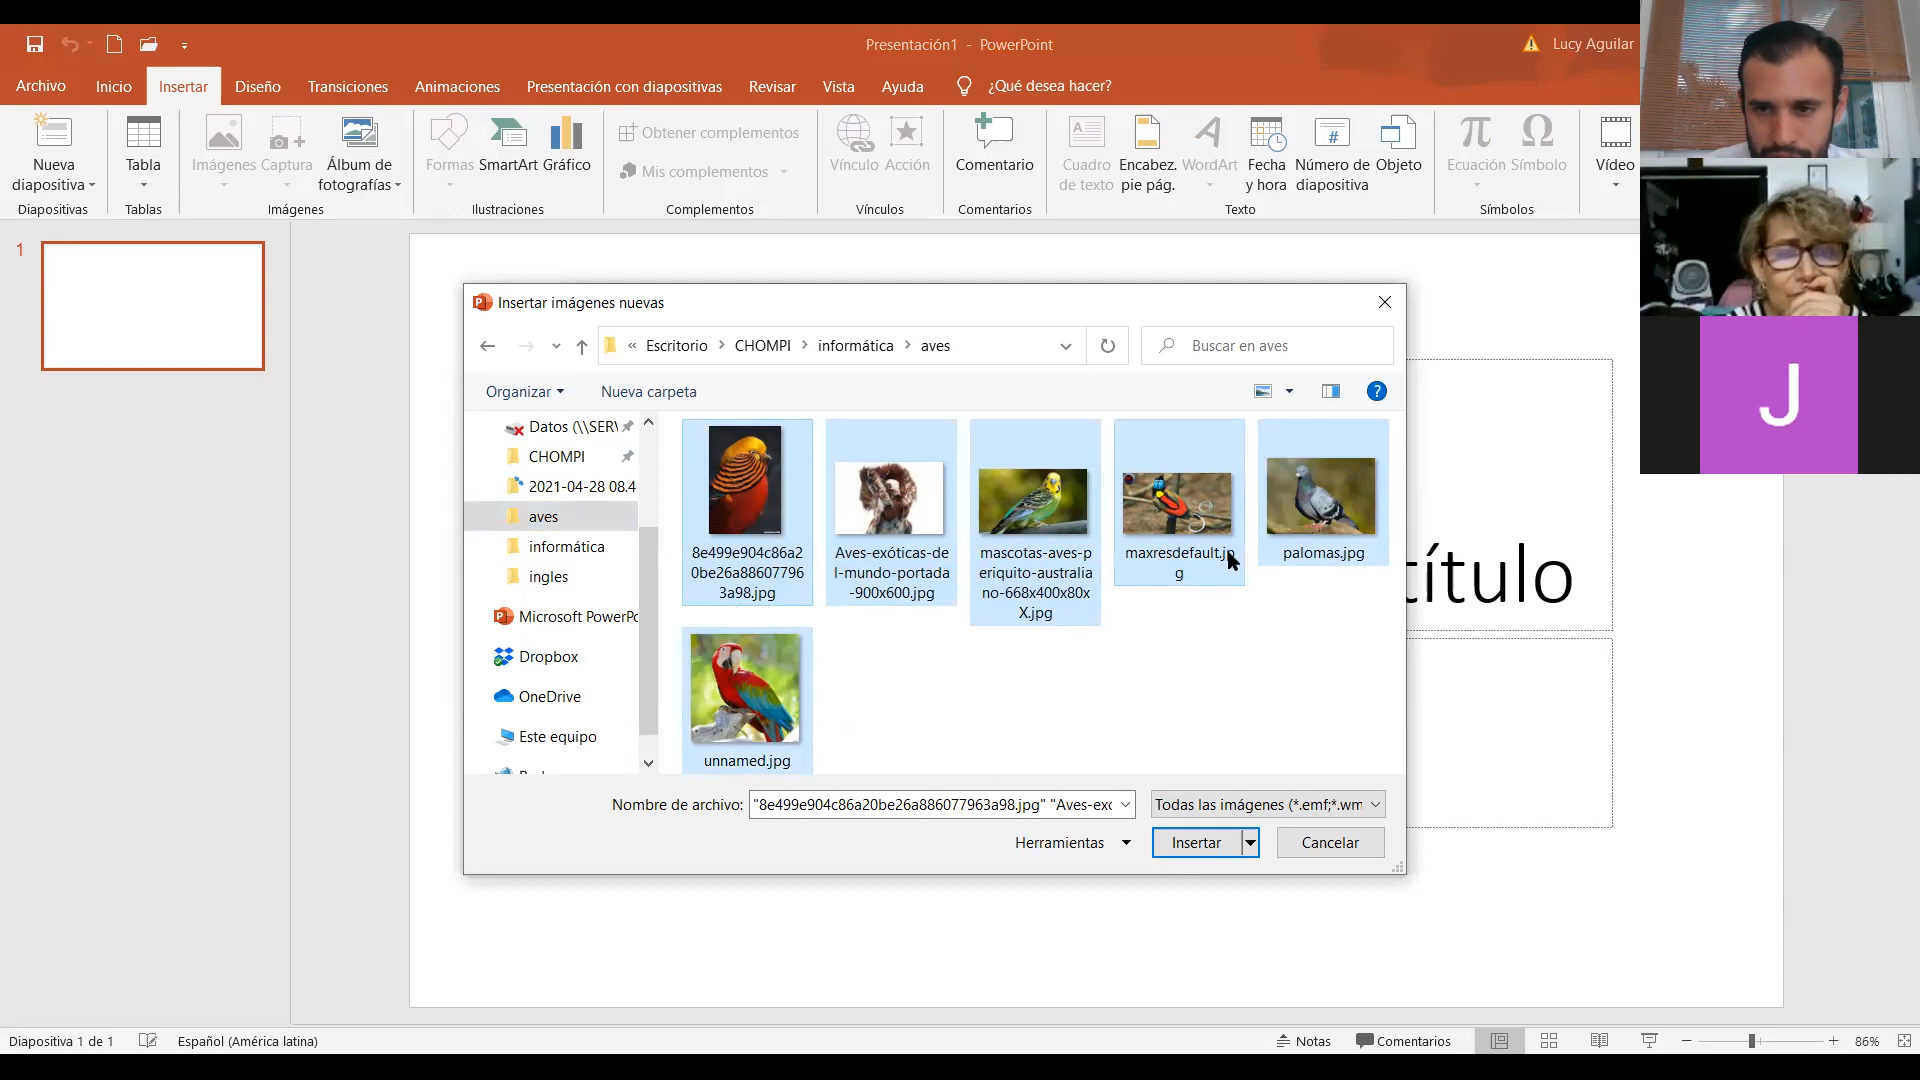 Presentación1 - PowerPoint
Lucy Aguilar
Archivo Inicio Insertar Diseño Transiciones Animaciones Presentación con diapositivas Revisar Vista Ayuda ¿Qué desea hacer?
Nueva diapositiva
Tabla
Imágenes
Captura
Álbum de fotografías
Formas
SmartArt
Gráfico
Obtener complementos
Mis complementos
Vínculo
Acción
Comentario
Cuadro de texto
Encabez. pie pág.
WordArt
Fecha y hora
Número de diapositiva
Objeto
Ecuación
Símbolo
Vídeo
Diapositivas Tablas Imágenes Ilustraciones Complementos Vínculos Comentarios Texto Símbolos
1
Insertar imágenes nuevas
« Escritorio > CHOMPI > informática > aves
Buscar en aves
Organizar
Nueva carpeta
Datos (\\SER\
CHOMPI
2021-04-28 08.4
aves
informática
ingles
Microsoft PowerPo
Dropbox
OneDrive
Este equipo
8e499e904c86a2
0be26a88607796
3a98.jpg
Aves-exóticas-de
l-mundo-portada
-900x600.jpg
mascotas-aves-p
eriquito-australia
no-668x400x80x
X.jpg
maxresdefault.jp
g
palomas.jpg
unnamed.jpg
Nombre de archivo: "8e499e904c86a20be26a886077963a98.jpg" "Aves-exc
Todas las imágenes (*.emf;*.wm
Herramientas
Insertar
Cancelar
título
J
Diapositiva 1 de 1
Español (América latina)
Notas
Comentarios
86%